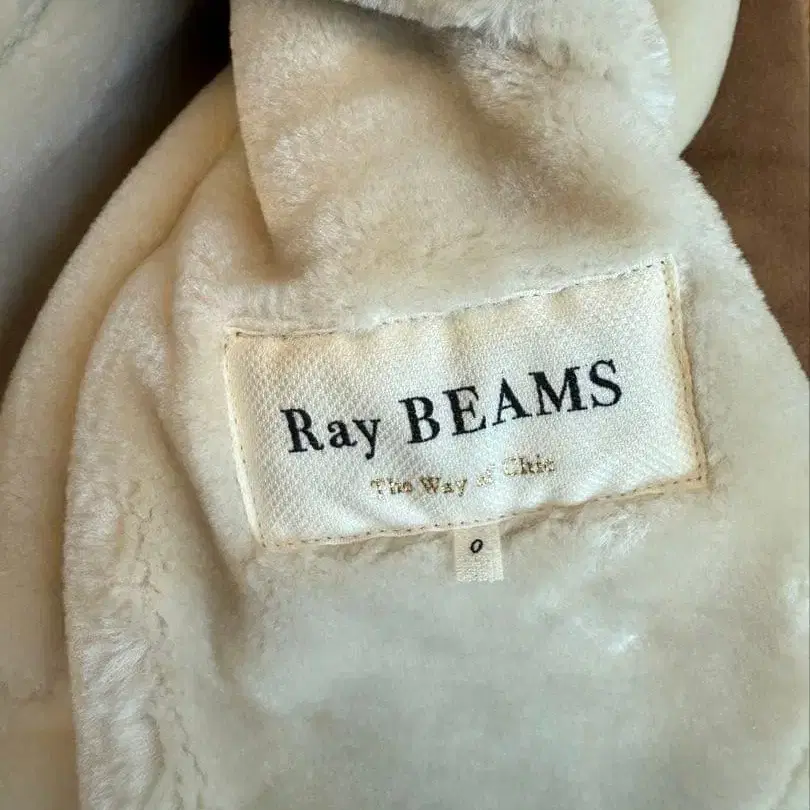 Ray BEAMS
The Way of Chic
0